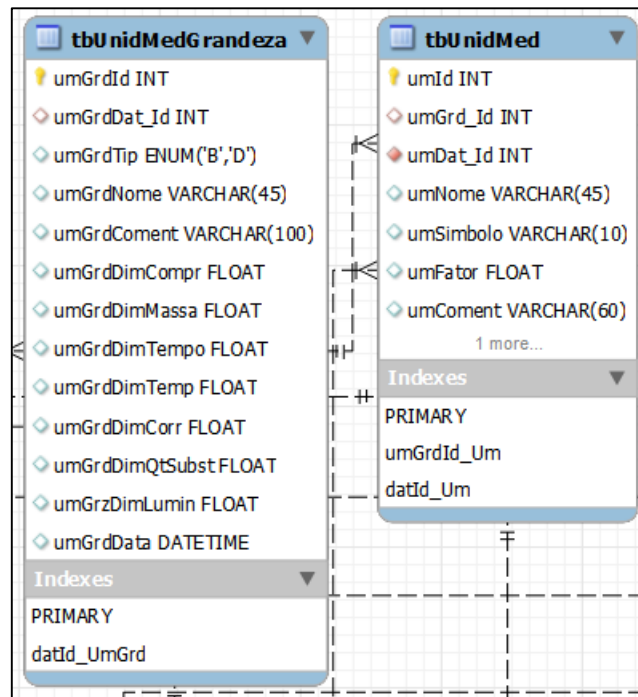 tbUnidMedGrandeza
umGrdId INT
umGrdDat_Id INT
umGrdTip ENUM('B','D')
umGrdNome VARCHAR(45)
umGrdComent VARCHAR(100)
umGrdDimCompr FLOAT
umGrdDimMassa FLOAT
umGrdDimTempo FLOAT
umGrdDimTemp FLOAT
umGrdDimCorr FLOAT
umGrdDimQtSubst FLOAT
umGrzDimLumin FLOAT
umGrdData DATETIME
Indexes
PRIMARY
datId_UmGrd
tbUnidMed
umId INT
umGrd_Id INT
umDat_Id INT
umNome VARCHAR(45)
umSimbolo VARCHAR(10)
umFator FLOAT
umComent VARCHAR(60)
1 more...
Indexes
PRIMARY
umGrdId_Um
datId_Um